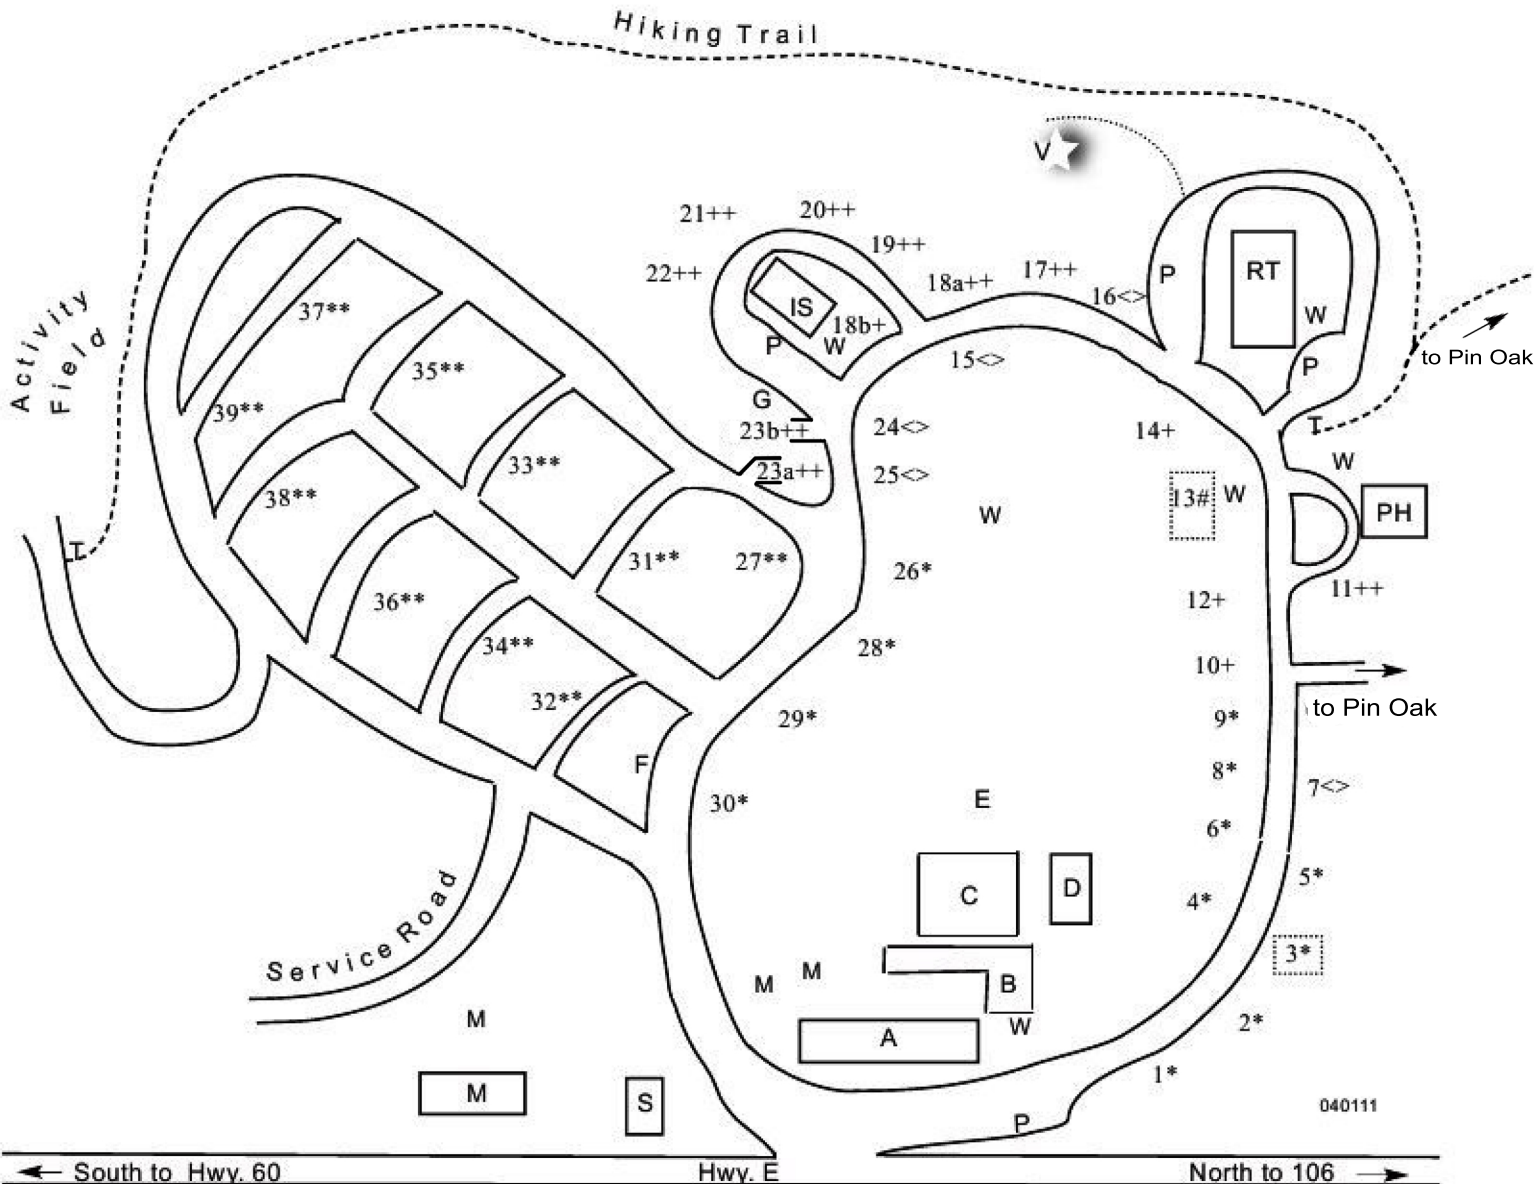 Hiking Trail
V
21++
20++
22++
19++
18a++
17++
16<>
P
RT
W
P
IS
18b+
P
W
Activity
Field
37**
35**
39**
33**
38**
31**
27**
36**
34**
32**
15<>
G
23b++
23a++
24<>
25<>
14+
T
to Pin Oak
W
13#
W
PH
W
T
26*
12+
11++
28*
10+
29*
9*
to Pin Oak
F
8*
7<>
30*
E
6*
5*
C
D
4*
3*
Service Road
M
M
B
W
M
A
2*
1*
M
S
P
040111
South to Hwy. 60
Hwy. E
North to 106